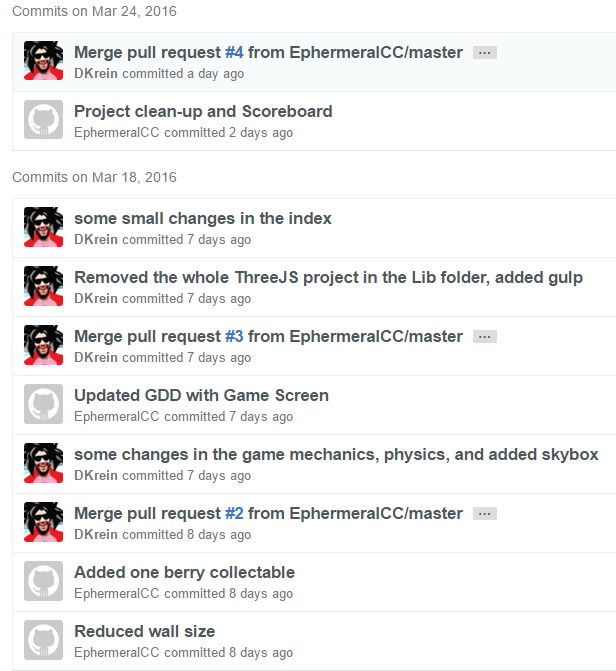 Commits on Mar 24, 2016
Merge pull request #4 from EphermeralCC/master ...
DKrein committed a day ago
Project clean-up and Scoreboard
EphermeralCC committed 2 days ago
Commits on Mar 18, 2016
some small changes in the index
DKrein committed 7 days ago
Removed the whole ThreeJS project in the Lib folder, added gulp
DKrein committed 7 days ago
Merge pull request #3 from EphermeralCC/master ...
DKrein committed 7 days ago
Updated GDD with Game Screen
EphermeralCC committed 7 days ago
some changes in the game mechanics, physics, and added skybox
DKrein committed 7 days ago
Merge pull request #2 from EphermeralCC/master ...
DKrein committed 8 days ago
Added one berry collectable
EphermeralCC committed 8 days ago
Reduced wall size
EphermeralCC committed 8 days ago